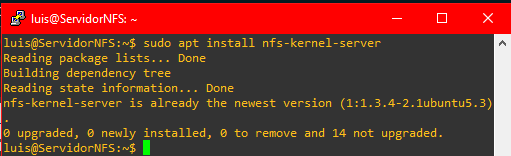 luis@ServidorNFS: ~
luis@ServidorNFS:~$ sudo apt install nfs-kernel-server
Reading package lists... Done
Building dependency tree
Reading state information... Done
nfs-kernel-server is already the newest version (1:1.3.4-2.1ubuntu5.3)
.
0 upgraded, 0 newly installed, 0 to remove and 14 not upgraded.
luis@ServidorNFS:~$